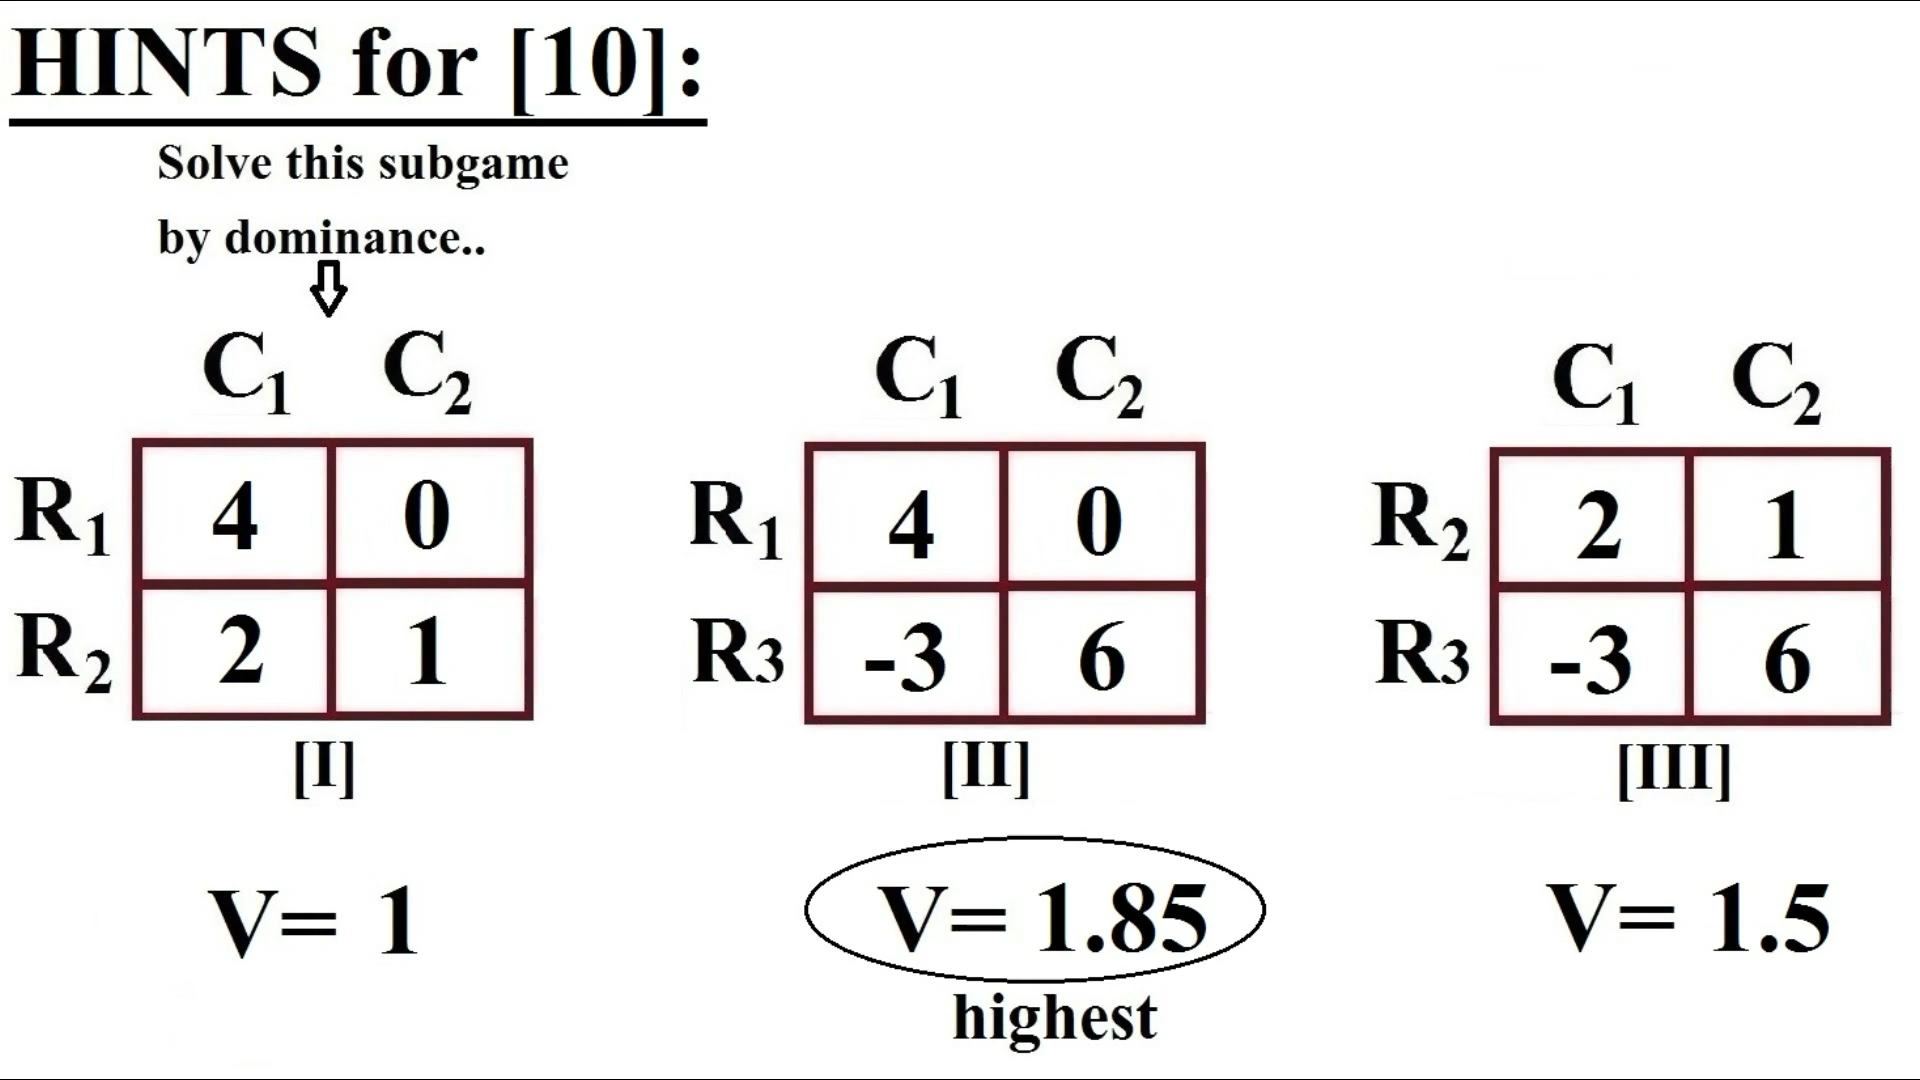 HINTS for [10]:
Solve this subgame
by dominance..
C1 C2
R1 4 0
R2 2 1
[I]
V= 1
C1 C2
R1 4 0
R3 -3 6
[II]
V= 1.85
highest
C1 C2
R2 2 1
R3 -3 6
[III]
V= 1.5